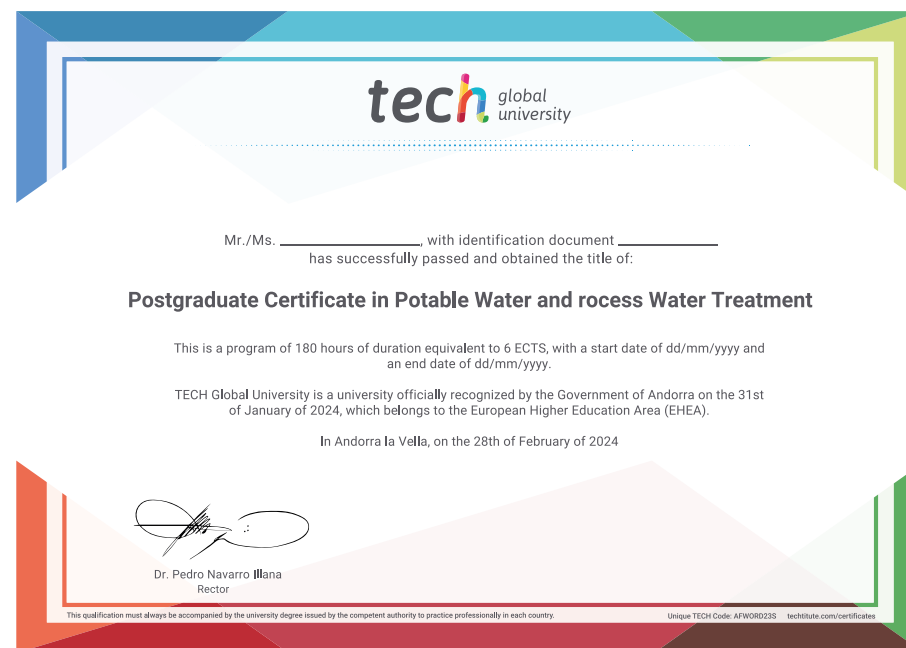 tech global university
Mr./Ms. ____________, with identification document ____________
has successfully passed and obtained the title of:
Postgraduate Certificate in Potable Water and rocess Water Treatment
This is a program of 180 hours of duration equivalent to 6 ECTS, with a start date of dd/mm/yyyy and
an end date of dd/mm/yyyy.
TECH Global University is a university officially recognized by the Government of Andorra on the 31st
of January of 2024, which belongs to the European Higher Education Area (EHEA).
In Andorra la Vella, on the 28th of February of 2024
Dr. Pedro Navarro Illana
Rector
This qualification must always be accompanied by the university degree issued by the competent authority to practice professionally in each country.
Unique TECH Code: AFWORD23S techtitute.com/certificates